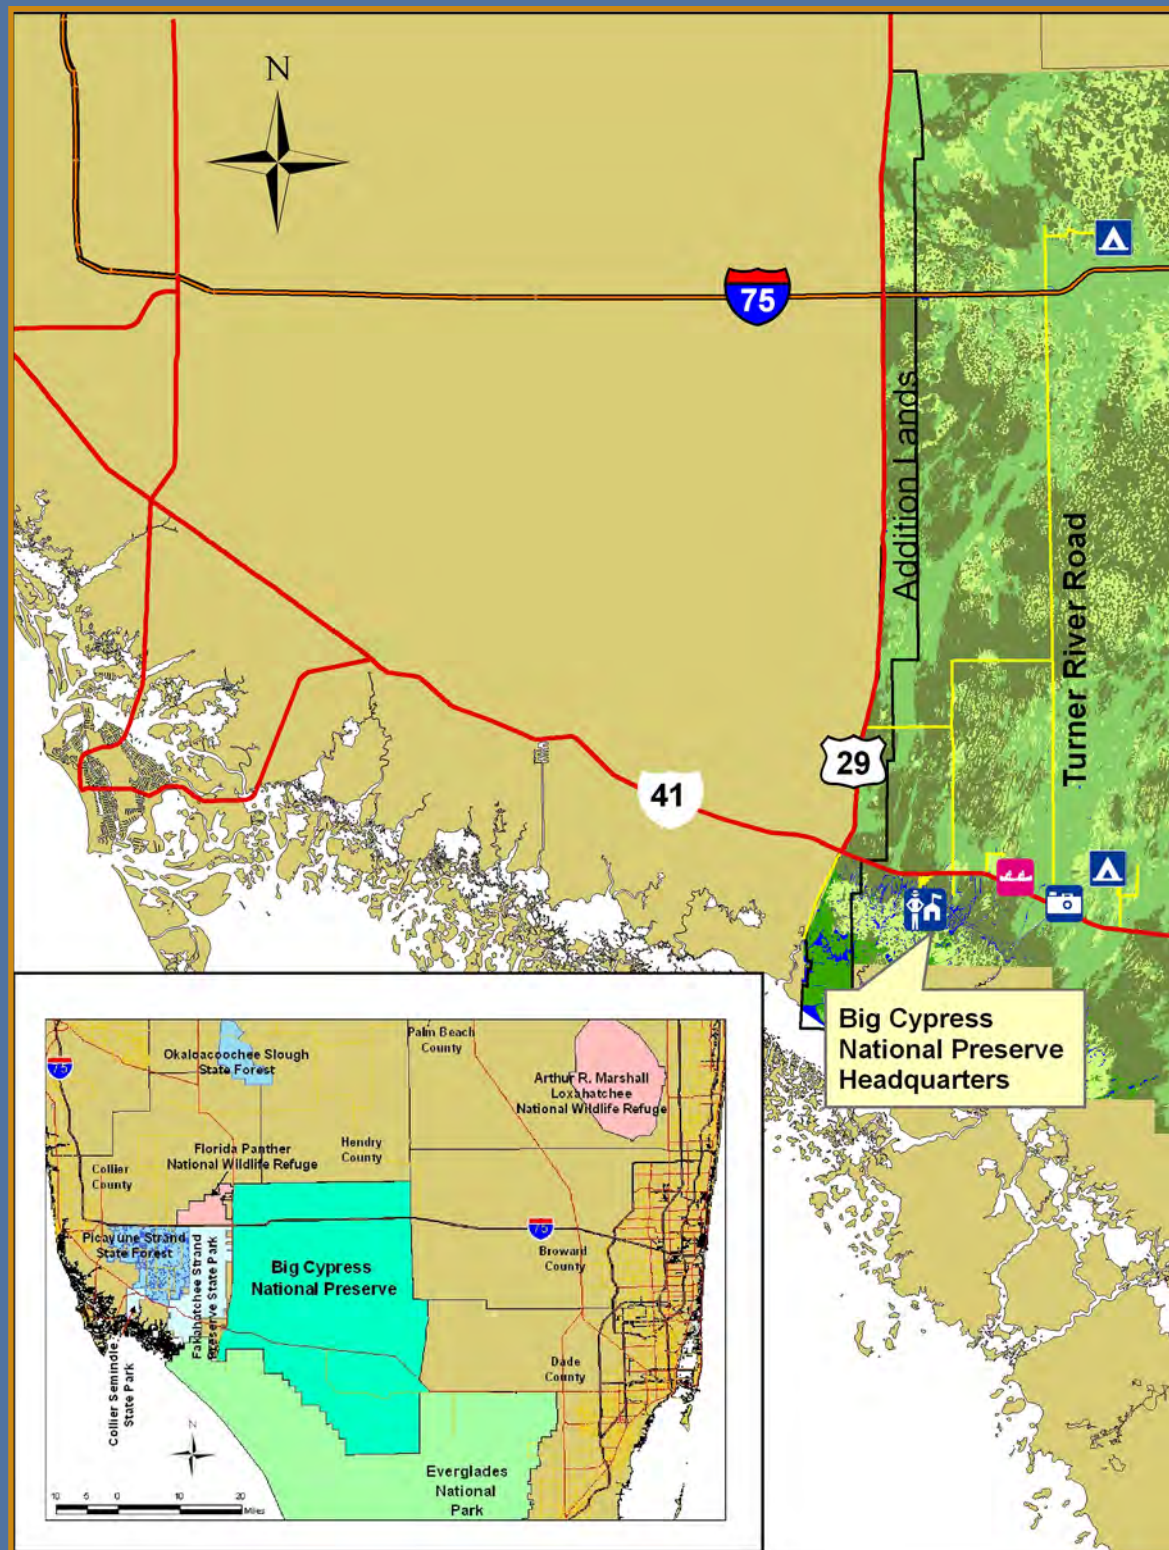 N
75
Addition Lands
Turner River Road
29
41
Big Cypress
National Preserve
Headquarters
Okaloacoochee Slough
State Forest
Palm Beach
County
75
Arthur R. Marshall
Loxahatchee
National Wildlife Refuge
Florida Panther
National Wildlife Refuge
Hendry
County
Collier
County
Picayune Strand
State Forest
Fakahatchee Strand
Preserve State Park
Big Cypress
National Preserve
75
Broward
County
Collier Semindle
State Park
Dade
County
N
Everglades
National
Park
10 5 0 10 20
Miles